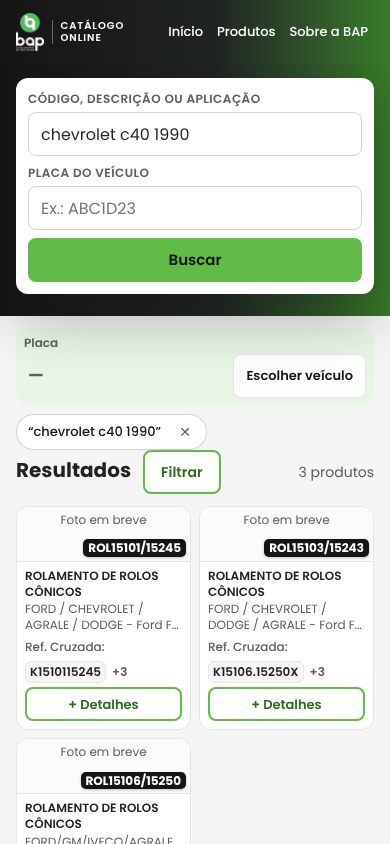 bap
CATÁLOGO
ONLINE
Início Produtos Sobre a BAP
CÓDIGO, DESCRIÇÃO OU APLICAÇÃO
chevrolet c40 1990
PLACA DO VEÍCULO
Ex.: ABC1D23
Buscar
Placa
—
Escolher veículo
“chevrolet c40 1990” ×
Resultados Filtrar 3 produtos
Foto em breve
ROL15101/15245
ROLAMENTO DE ROLOS
CÔNICOS
FORD / CHEVROLET /
AGRALE / DODGE - Ford F...
Ref. Cruzada:
K1510115245 +3
+ Detalhes
Foto em breve
ROL15103/15243
ROLAMENTO DE ROLOS
CÔNICOS
FORD / CHEVROLET /
DODGE / AGRALE - Ford F...
Ref. Cruzada:
K15106.15250X +3
+ Detalhes
Foto em breve
ROL15106/15250
ROLAMENTO DE ROLOS
CÔNICOS
FORD/GM/IVECO/AGRALE